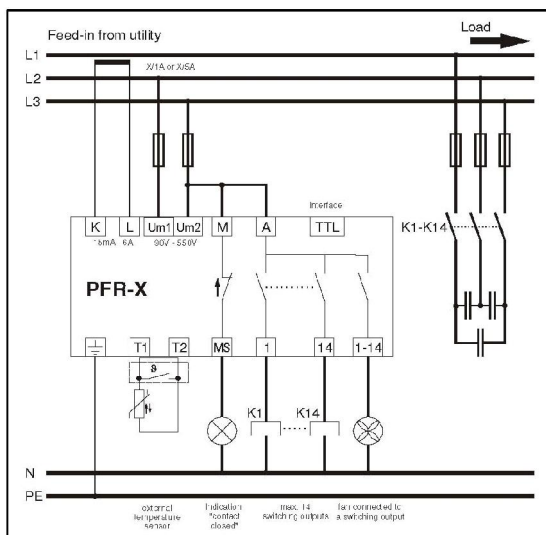 Feed-in from utility
Load
L1
X/1A or X/5A
L2
L3
Interface
K L Um1 Um2 M A TTL
K1-K14
15mA 6A 90V - 550V
PFR-X
T1 T2 MS 1 14 1-14
ϑ
K1 K14
N
PE
external temperature sensor
Indication "contact closed"
max. 14 switching outputs
fan connected to a switching output